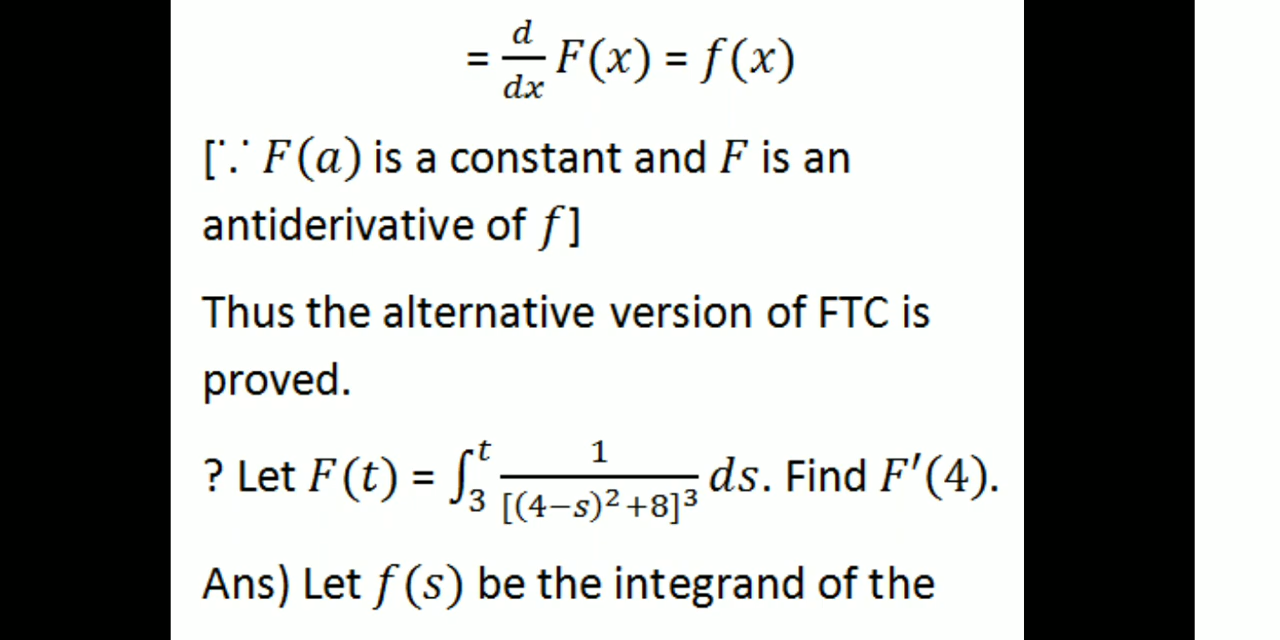 = d/dx F(x) = f(x)
[∵ F(a) is a constant and F is an
antiderivative of f]
Thus the alternative version of FTC is
proved.
? Let F(t) = ∫₃ᵗ 1/[(4−s)²+8]³ ds. Find F′(4).
Ans) Let f(s) be the integrand of the